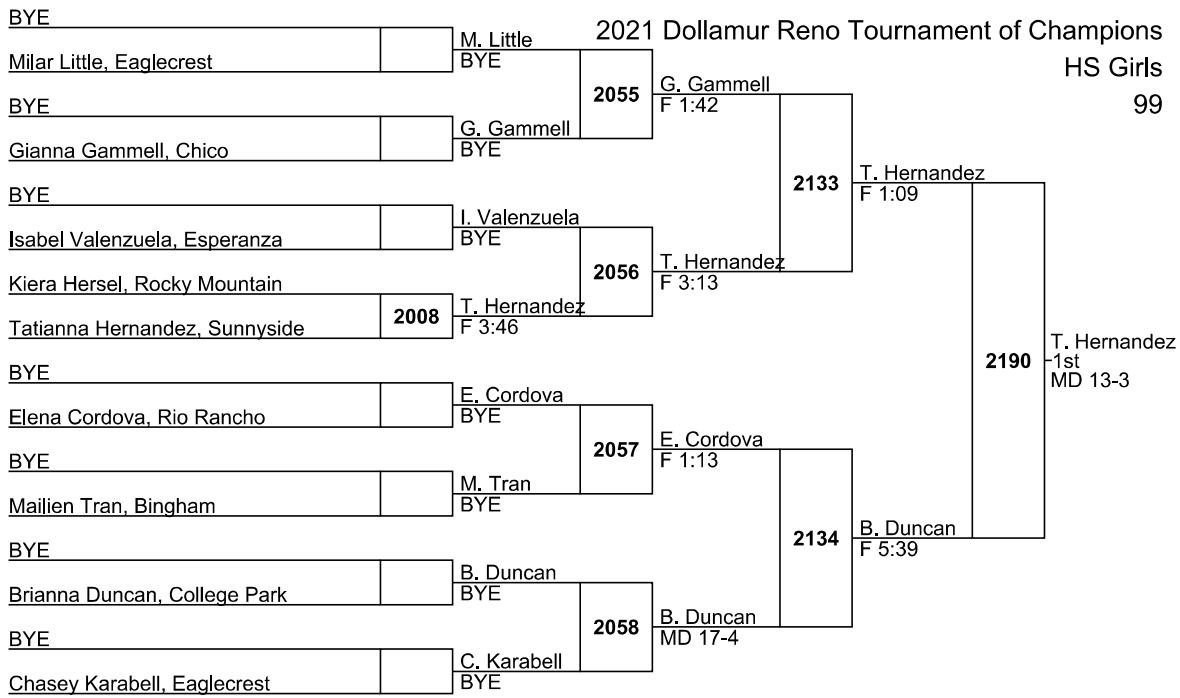 2021 Dollamur Reno Tournament of Champions
HS Girls
99
BYE
Milar Little, Eaglecrest
BYE
Gianna Gammell, Chico
BYE
Isabel Valenzuela, Esperanza
Kiera Hersel, Rocky Mountain
Tatianna Hernandez, Sunnyside
BYE
Elena Cordova, Rio Rancho
BYE
Mailien Tran, Bingham
BYE
Brianna Duncan, College Park
BYE
Chasey Karabell, Eaglecrest
2008
M. Little
BYE
G. Gammell
BYE
I. Valenzuela
BYE
T. Hernandez
F 3:46
E. Cordova
BYE
M. Tran
BYE
B. Duncan
BYE
C. Karabell
BYE
2055
2056
2057
2058
G. Gammell
F 1:42
T. Hernandez
F 3:13
E. Cordova
F 1:13
B. Duncan
MD 17-4
2133
2134
T. Hernandez
F 1:09
B. Duncan
F 5:39
2190
T. Hernandez
1st
MD 13-3